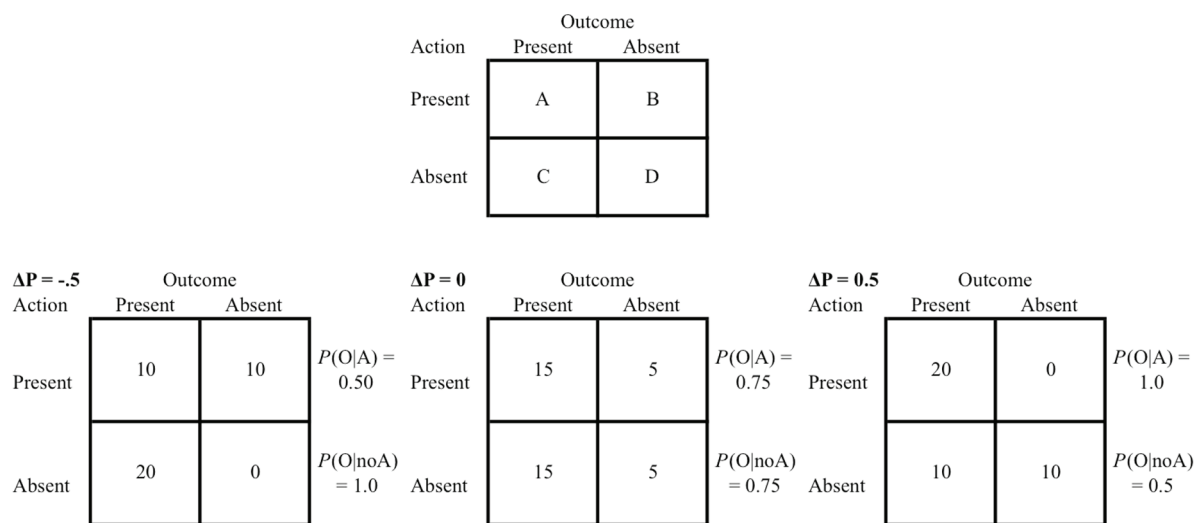 Outcome
Action Present Absent
Present A B
Absent C D
ΔP = -.5 Outcome
Action Present Absent
Present 10 10 P(O|A) =
0.50
Absent 20 0 P(O|noA)
= 1.0
ΔP = 0 Outcome
Action Present Absent
Present 15 5 P(O|A) =
0.75
Absent 15 5 P(O|noA)
= 0.75
ΔP = 0.5 Outcome
Action Present Absent
Present 20 0 P(O|A) =
1.0
Absent 10 10 P(O|noA)
= 0.5